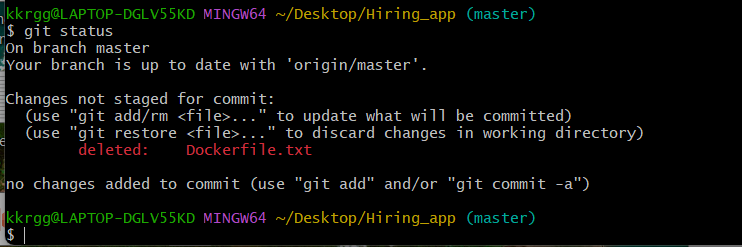 kkrgg@LAPTOP-DGLV55KD MINGW64 ~/Desktop/Hiring_app (master)
$ git status
On branch master
Your branch is up to date with 'origin/master'.

Changes not staged for commit:
  (use "git add/rm <file>..." to update what will be committed)
  (use "git restore <file>..." to discard changes in working directory)
        deleted:    Dockerfile.txt

no changes added to commit (use "git add" and/or "git commit -a")

kkrgg@LAPTOP-DGLV55KD MINGW64 ~/Desktop/Hiring_app (master)
$